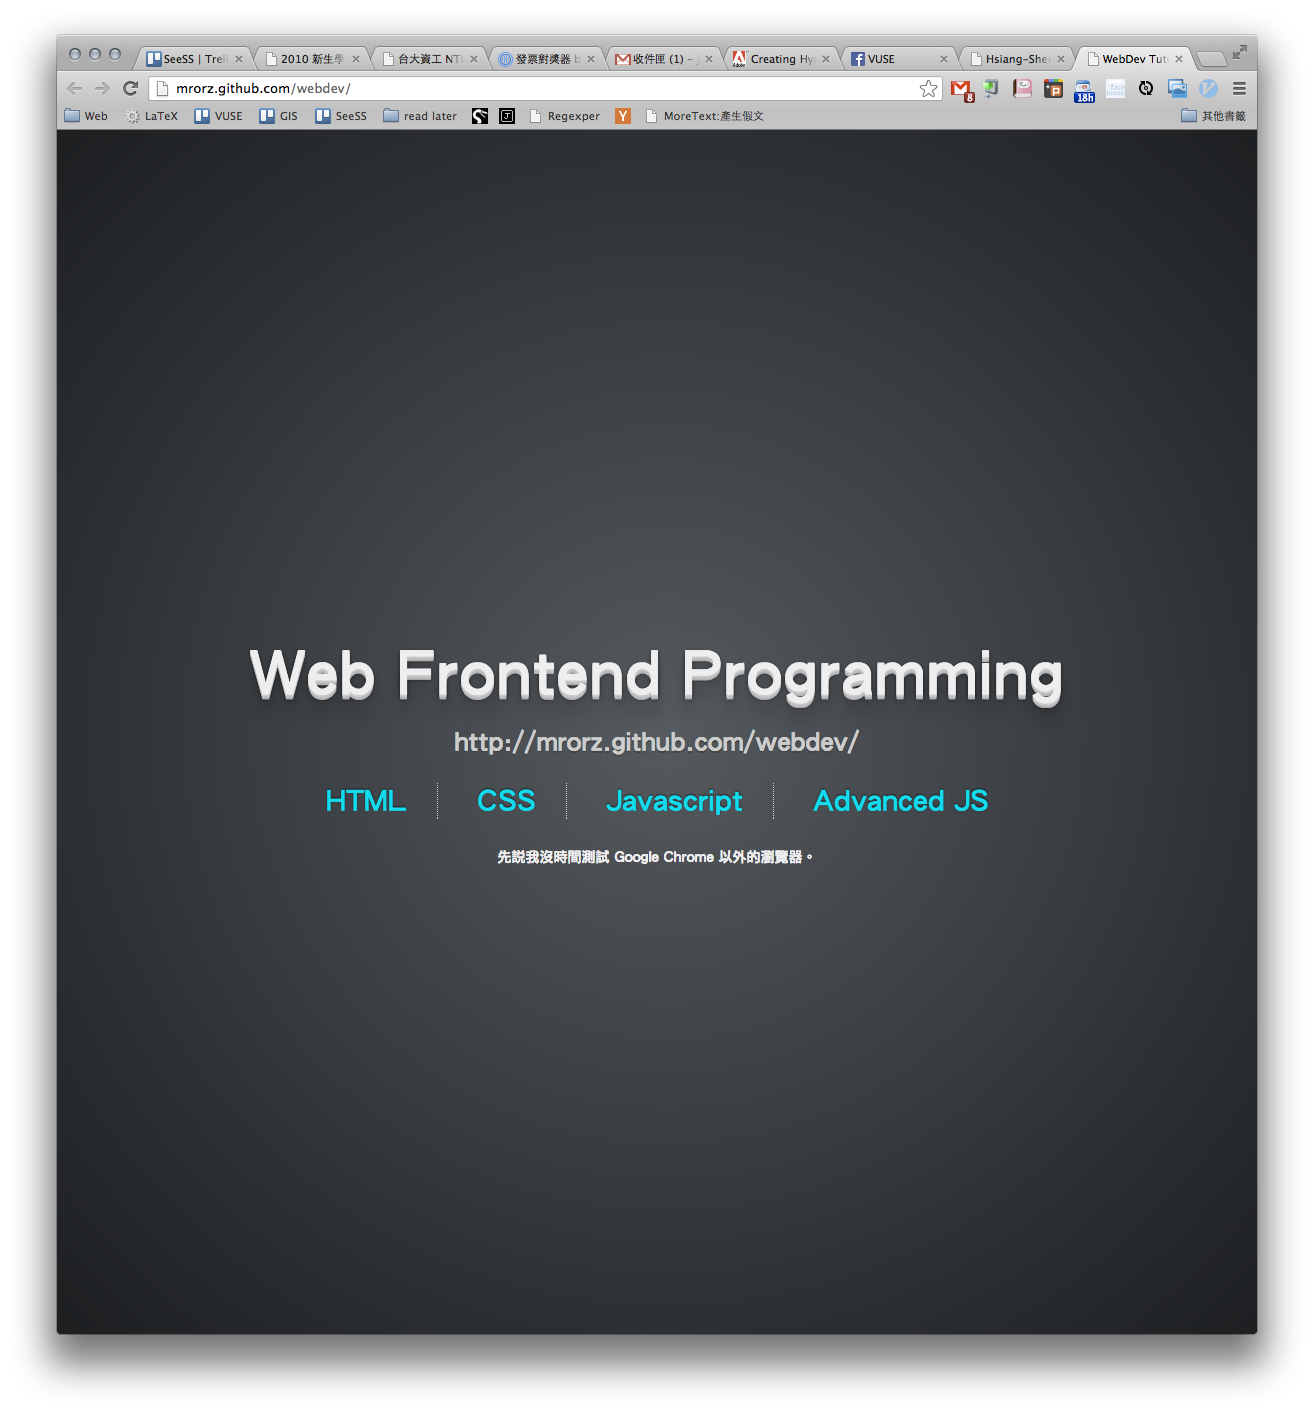 SeeSS | Trel
2010 新生學
台大資工 NTU
發票對獎器 b
收件匣 (1) -
Creating Hy
VUSE
Hsiang-She
WebDev Tut
mrorz.github.com/webdev/
8
18h
Web
LaTeX
VUSE
GIS
SeeSS
read later
Regexper
MoreText:產生假文
其他書籤
Web Frontend Programming
http://mrorz.github.com/webdev/
HTML
CSS
Javascript
Advanced JS
先説我沒時間測試 Google Chrome 以外的瀏覽器。